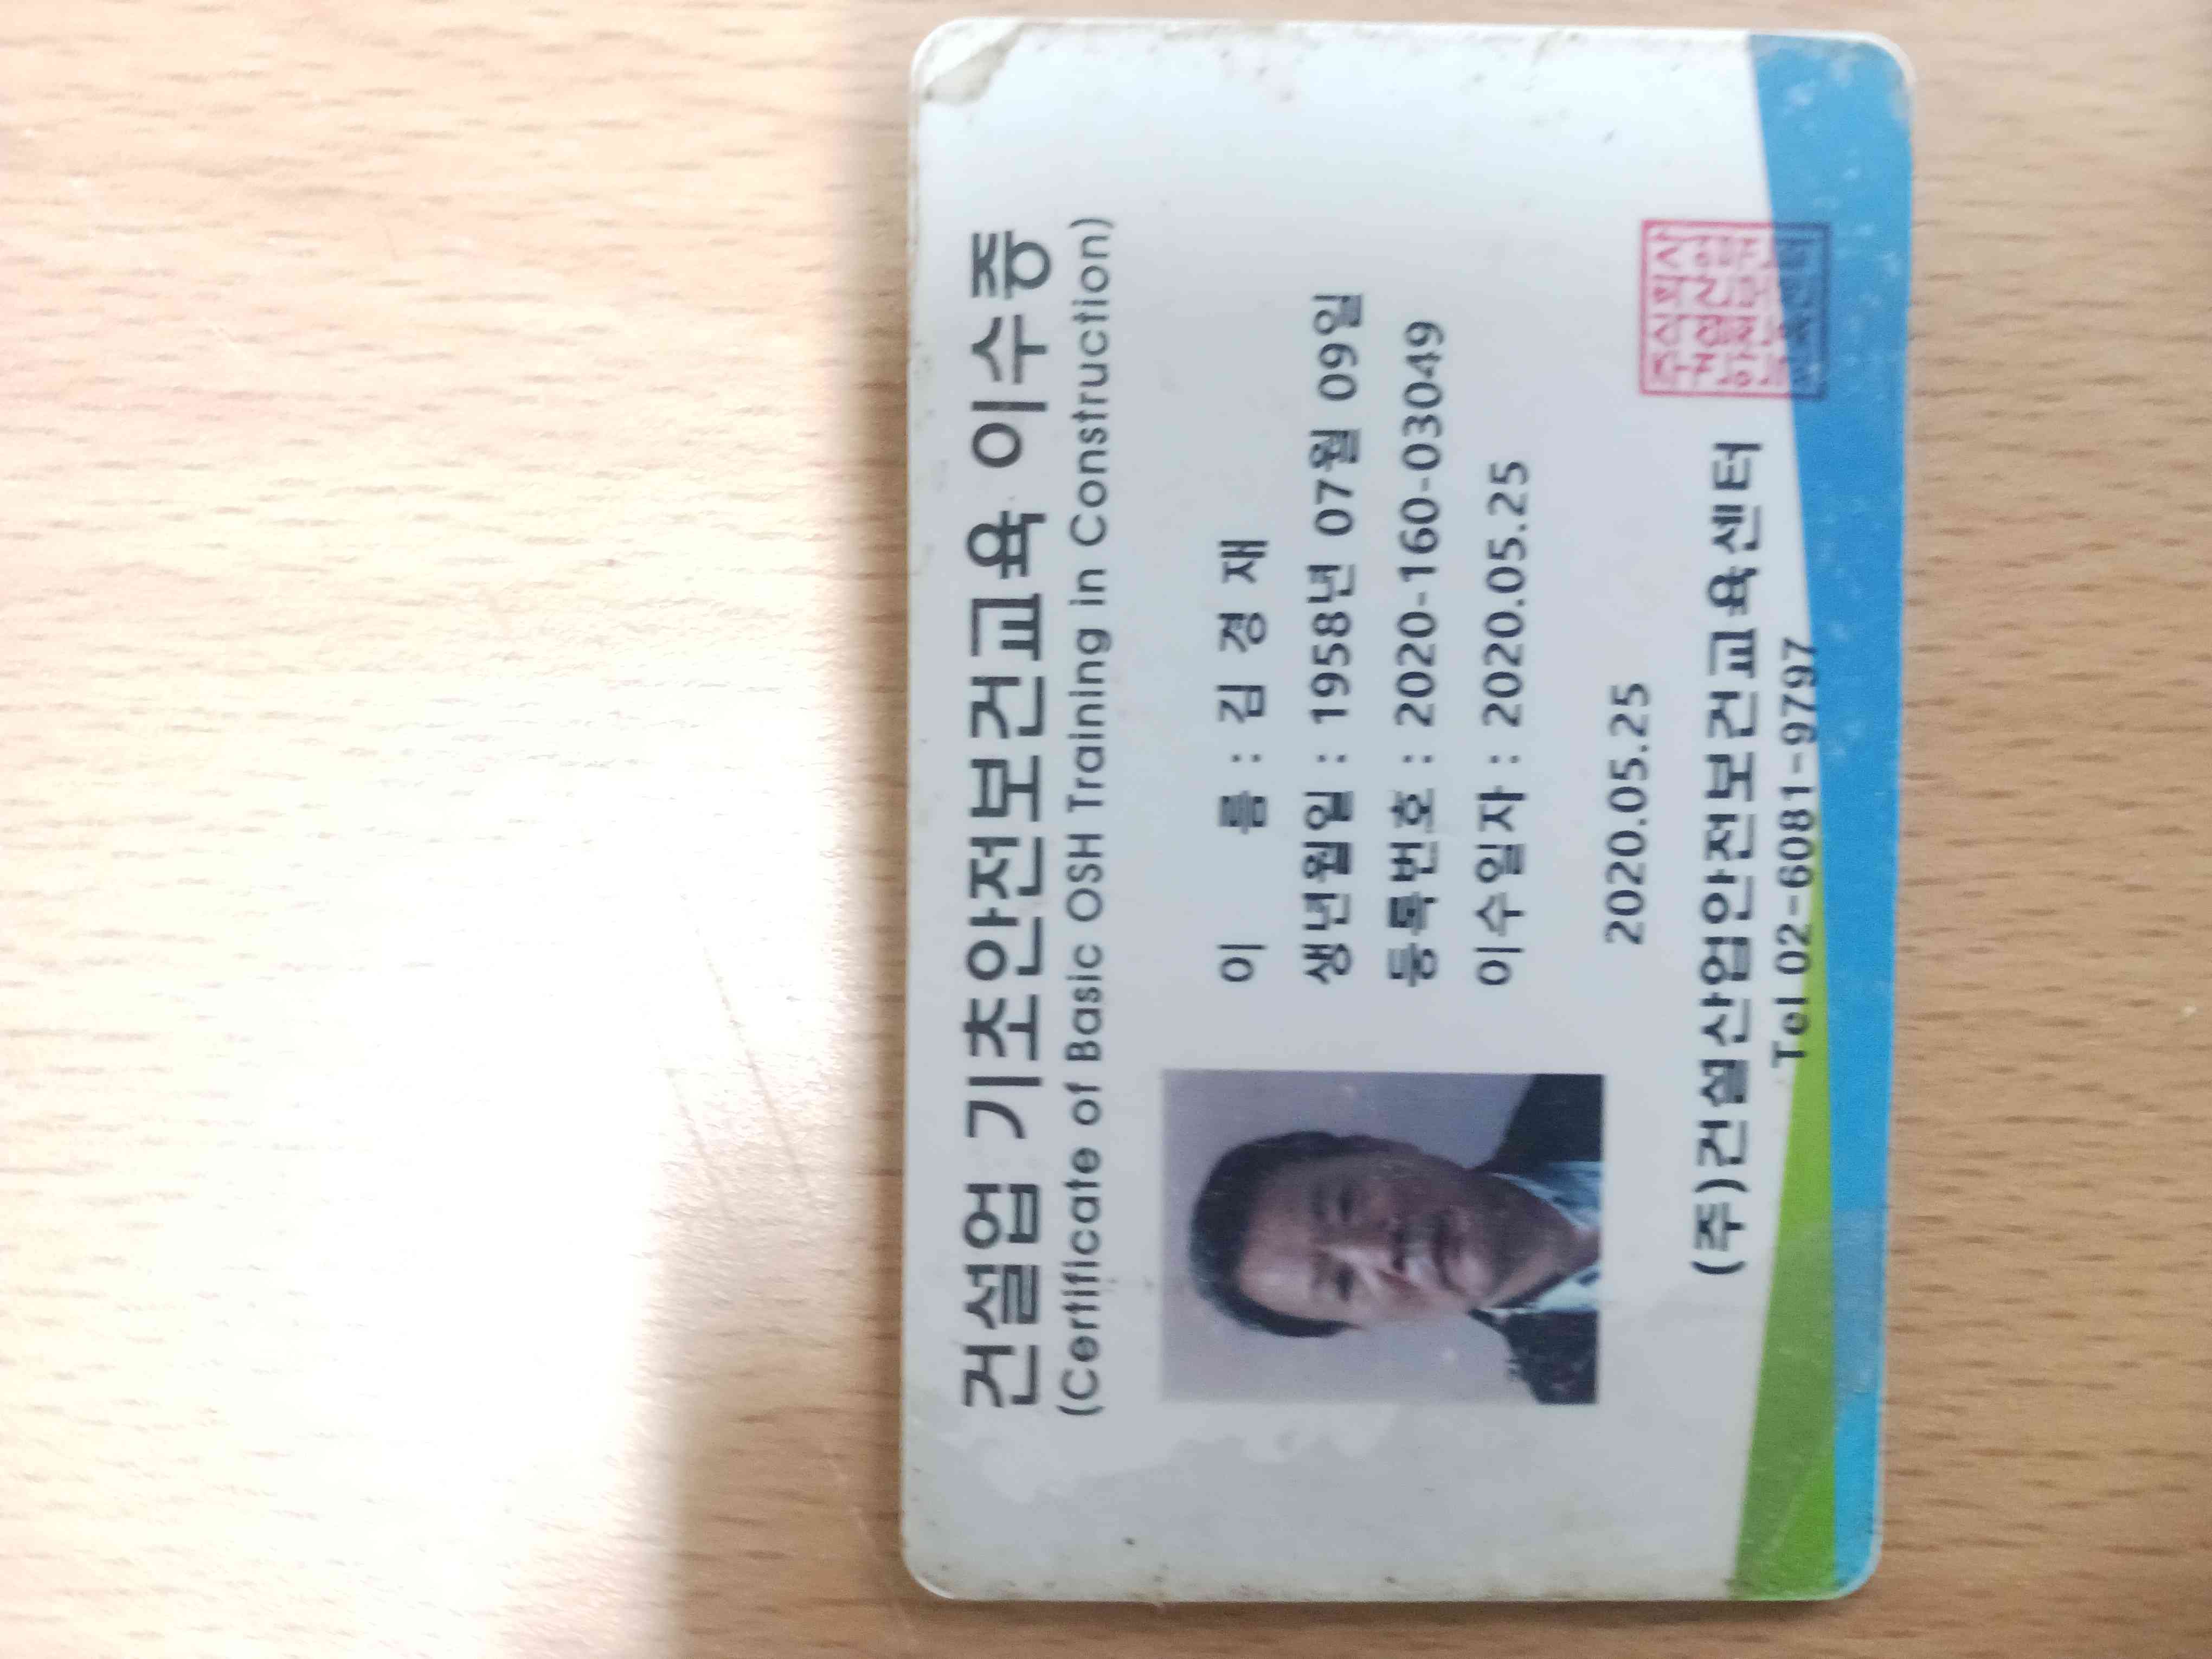 건설업 기초안전보건교육 이수증
(Certificate of Basic OSH Training in Construction)
이 름 : 김 경 재
생년월일 : 1958년 07월 09일
등록번호 : 2020-160-03049
이수일자 : 2020.05.25
2020.05.25
(주)건설산업안전보건교육센터
Tel 02-6081-9797